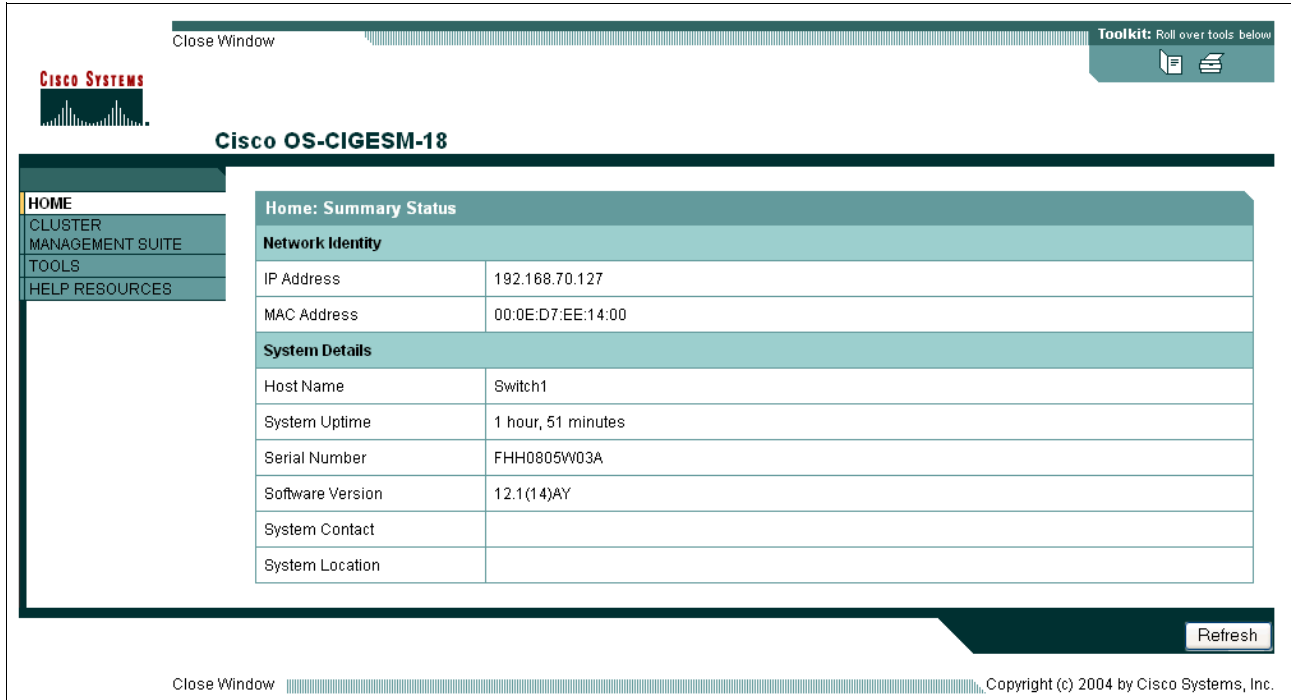 Close Window
Toolkit: Roll over tools below
CISCO SYSTEMS
Cisco OS-CIGESM-18
HOME
CLUSTER
MANAGEMENT SUITE
TOOLS
HELP RESOURCES
Home: Summary Status
Network Identity
IP Address 192.168.70.127
MAC Address 00:0E:D7:EE:14:00
System Details
Host Name Switch1
System Uptime 1 hour, 51 minutes
Serial Number FHH0805W03A
Software Version 12.1(14)AY
System Contact
System Location
Refresh
Close Window
Copyright (c) 2004 by Cisco Systems, Inc.